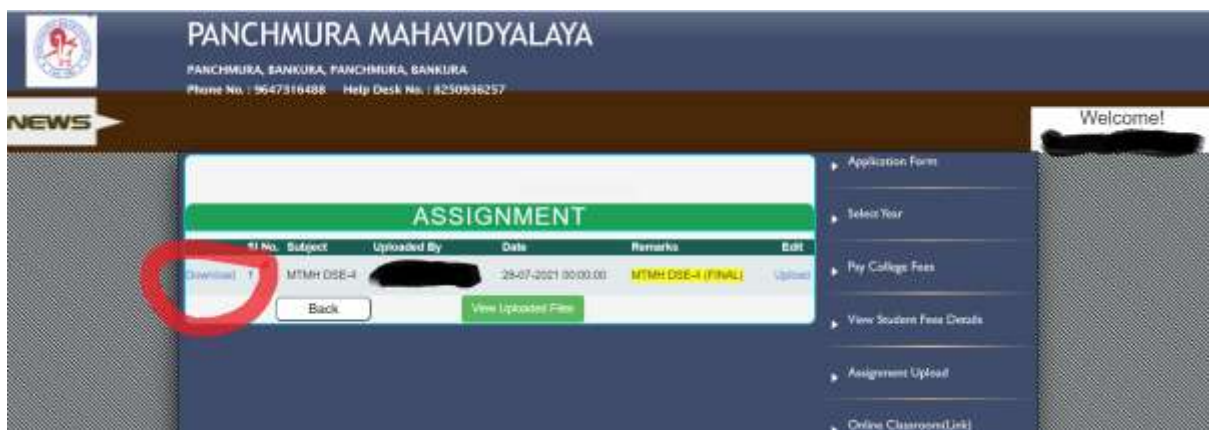 PANCHMURA MAHAVIDYALAYA
PANCHMURA, BANKURA, PANCHMURA, BANKURA
Phone No. : 9647316488 Help Desk No. : 8250936257
NEWS
Welcome!
Application Form
ASSIGNMENT
Select Year
Sl No. Subject Uploaded By Date Remarks Edit
Download 1 MTMH DSE-4 28-07-2021 00:00:00 MTMH DSE-4 (FINAL) Upload
Pay College Fees
Back View Uploaded Files
View Student Fees Details
Assignment Upload
Online Classroom(Link)